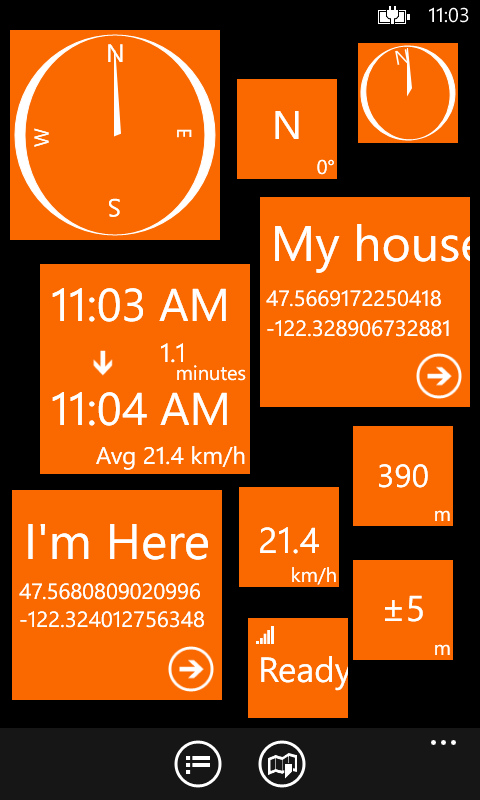 11:03
N
W
E
S
N
0°
N
My house
47.5669172250418
-122.328906732881
11:03 AM
1.1
minutes
11:04 AM
Avg 21.4 km/h
390
m
I'm Here
47.5680809020996
-122.324012756348
21.4
km/h
±5
m
Ready